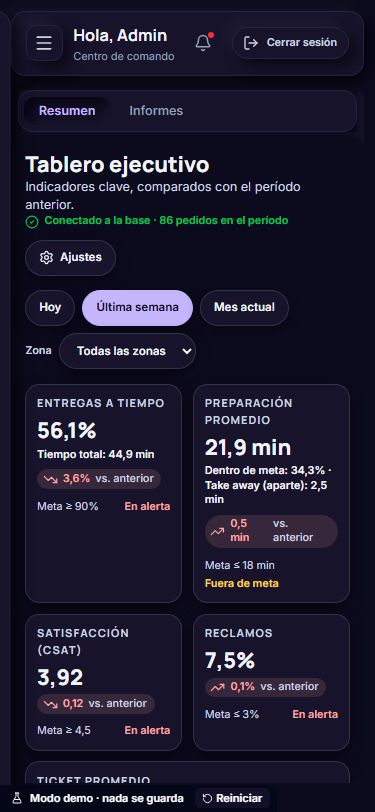 Hola, Admin
Centro de comando
Cerrar sesión
Resumen
Informes
Tablero ejecutivo
Indicadores clave, comparados con el período
anterior.
Conectado a la base · 86 pedidos en el período
Ajustes
Hoy
Última semana
Mes actual
Zona
Todas las zonas
ENTREGAS A TIEMPO
56,1%
Tiempo total: 44,9 min
3,6% vs. anterior
Meta ≥ 90%
En alerta
PREPARACIÓN
PROMEDIO
21,9 min
Dentro de meta: 34,3% ·
Take away (aparte): 2,5
min
0,5 vs.
min anterior
Meta ≤ 18 min
Fuera de meta
SATISFACCIÓN
(CSAT)
3,92
0,12 vs. anterior
Meta ≥ 4,5
En alerta
RECLAMOS
7,5%
0,1% vs. anterior
Meta ≤ 3%
En alerta
TICKET PROMEDIO
Modo demo · nada se guarda
Reiniciar